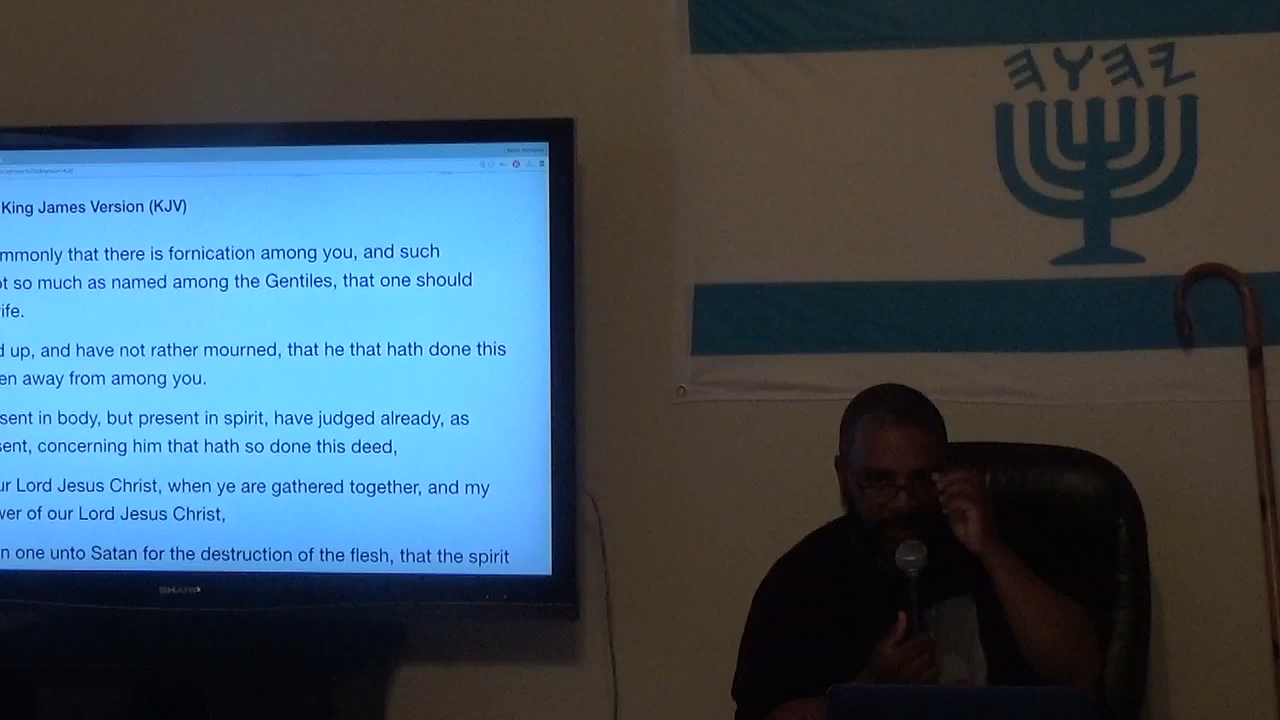 King James Version (KJV)
mmonly that there is fornication among you, and such
ot so much as named among the Gentiles, that one should
ife.
d up, and have not rather mourned, that he that hath done this
en away from among you.
sent in body, but present in spirit, have judged already, as
sent, concerning him that hath so done this deed,
ur Lord Jesus Christ, when ye are gathered together, and my
wer of our Lord Jesus Christ,
n one unto Satan for the destruction of the flesh, that the spirit
SHARP
𐤉𐤄𐤅𐤄